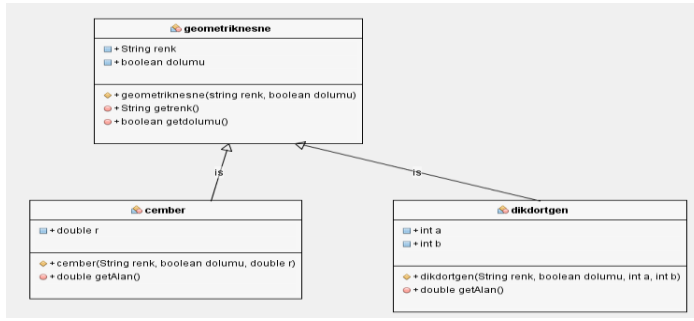 geometriknesne
+ String renk
+ boolean dolumu
+ geometriknesne(string renk, boolean dolumu)
+ String getrenk()
+ boolean getdolumu()
is
is
cember
+ double r
+ cember(String renk, boolean dolumu, double r)
+ double getAlan()
dikdortgen
+ int a
+ int b
+ dikdortgen(String renk, boolean dolumu, int a, int b)
+ double getAlan()